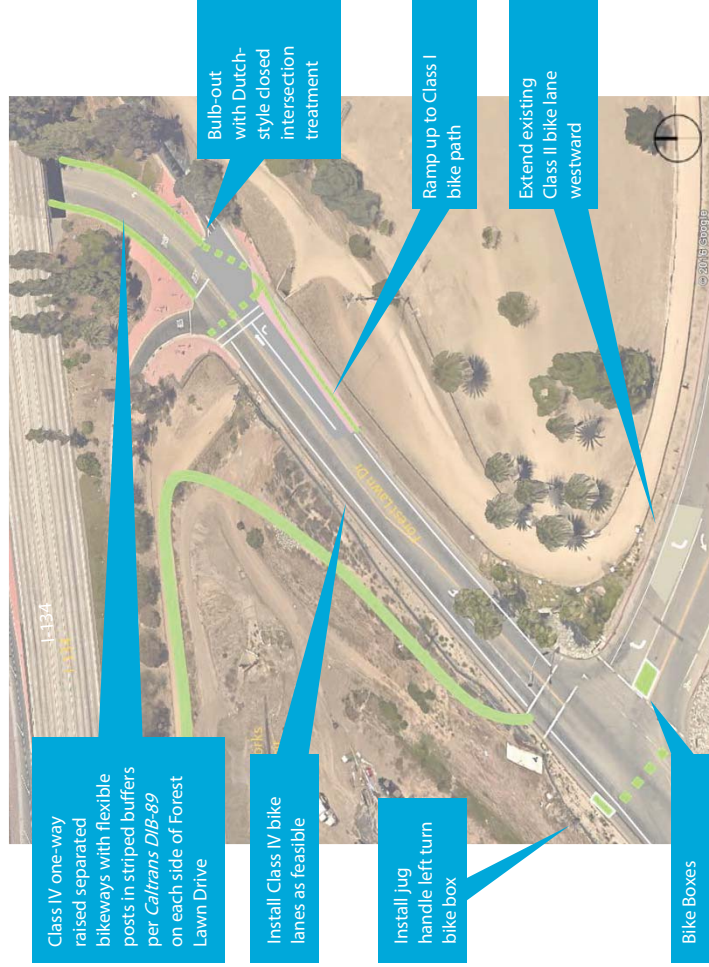 Class IV one-way
raised separated
bikeways with flexible
posts in striped buffers
per Caltrans DIB-89
on each side of Forest
Lawn Drive
Install Class IV bike
lanes as feasible
Install jug
handle left turn
bike box
Bike Boxes
Bulb-out
with Dutch-
style closed
intersection
treatment
Ramp up to Class I
bike path
Extend existing
Class II bike lane
westward
I-134
Forest Lawn Dr
orks
© 2016 Google